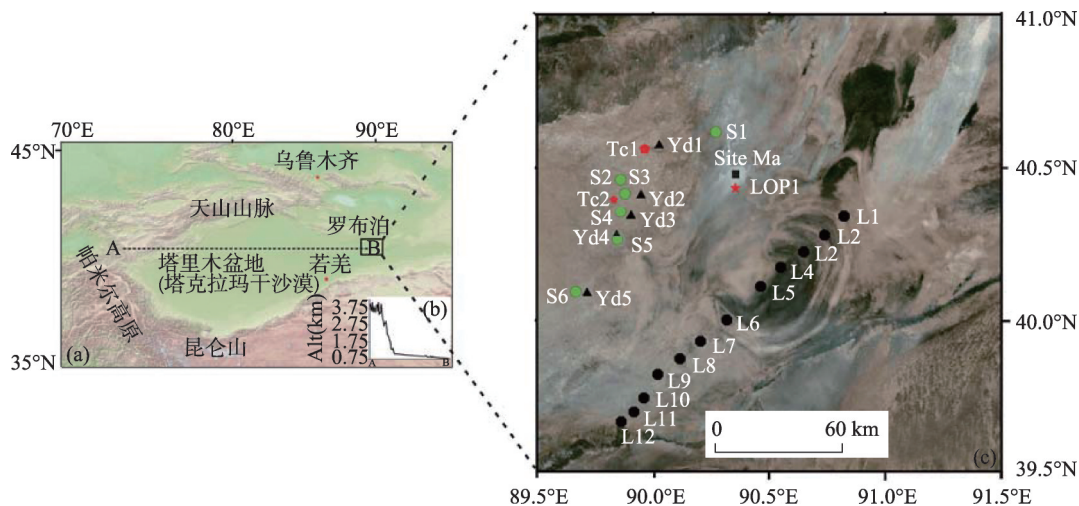 70°E
80°E
90°E
45°N
35°N
乌鲁木齐
天山山脉
罗布泊
A
B
塔里木盆地
(塔克拉玛干沙漠)
若羌
帕米尔高原
昆仑山
(a)
(b)
Alt(km)
3.75
2.75
1.75
0.75
A
B
41.0°N
40.5°N
40.0°N
39.5°N
89.5°E
90.0°E
90.5°E
91.0°E
91.5°E
S1
Tc1
Yd1
Site Ma
LOP1
S2
S3
Tc2
Yd2
S4
Yd3
Yd4
S5
S6
Yd5
L1
L2
L2
L4
L5
L6
L7
L8
L9
L10
L11
L12
0
60 km
(c)